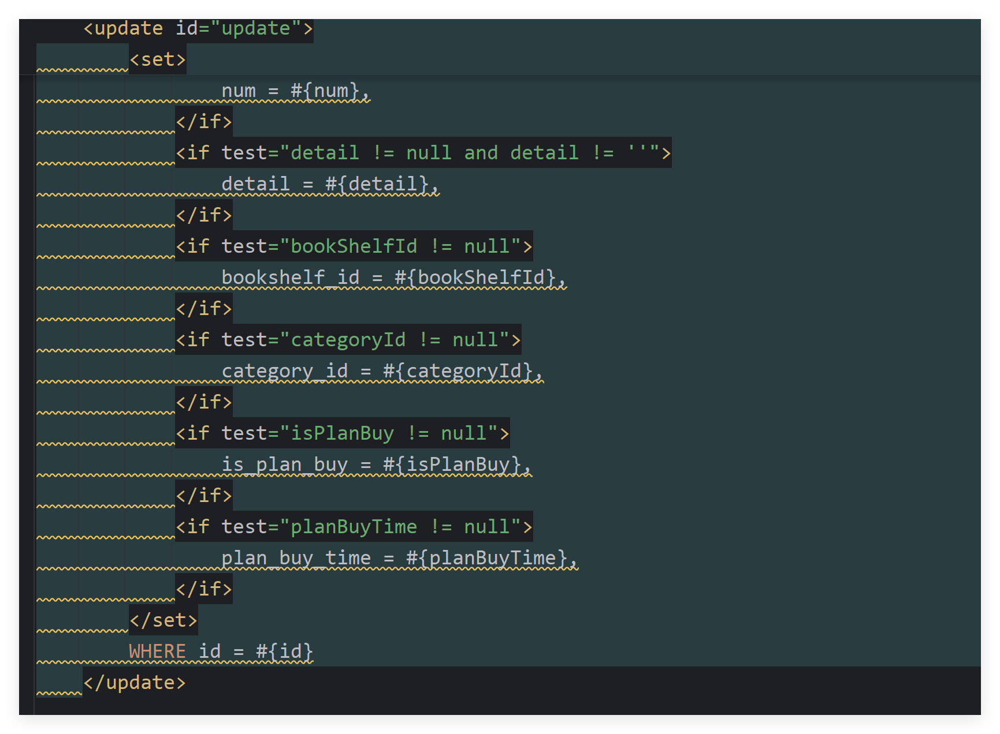 <update id="update">
<set>
num = #{num},
</if>
<if test="detail != null and detail != ''">
detail = #{detail},
</if>
<if test="bookShelfId != null">
bookshelf_id = #{bookShelfId},
</if>
<if test="categoryId != null">
category_id = #{categoryId},
</if>
<if test="isPlanBuy != null">
is_plan_buy = #{isPlanBuy},
</if>
<if test="planBuyTime != null">
plan_buy_time = #{planBuyTime},
</if>
</set>
WHERE id = #{id}
</update>